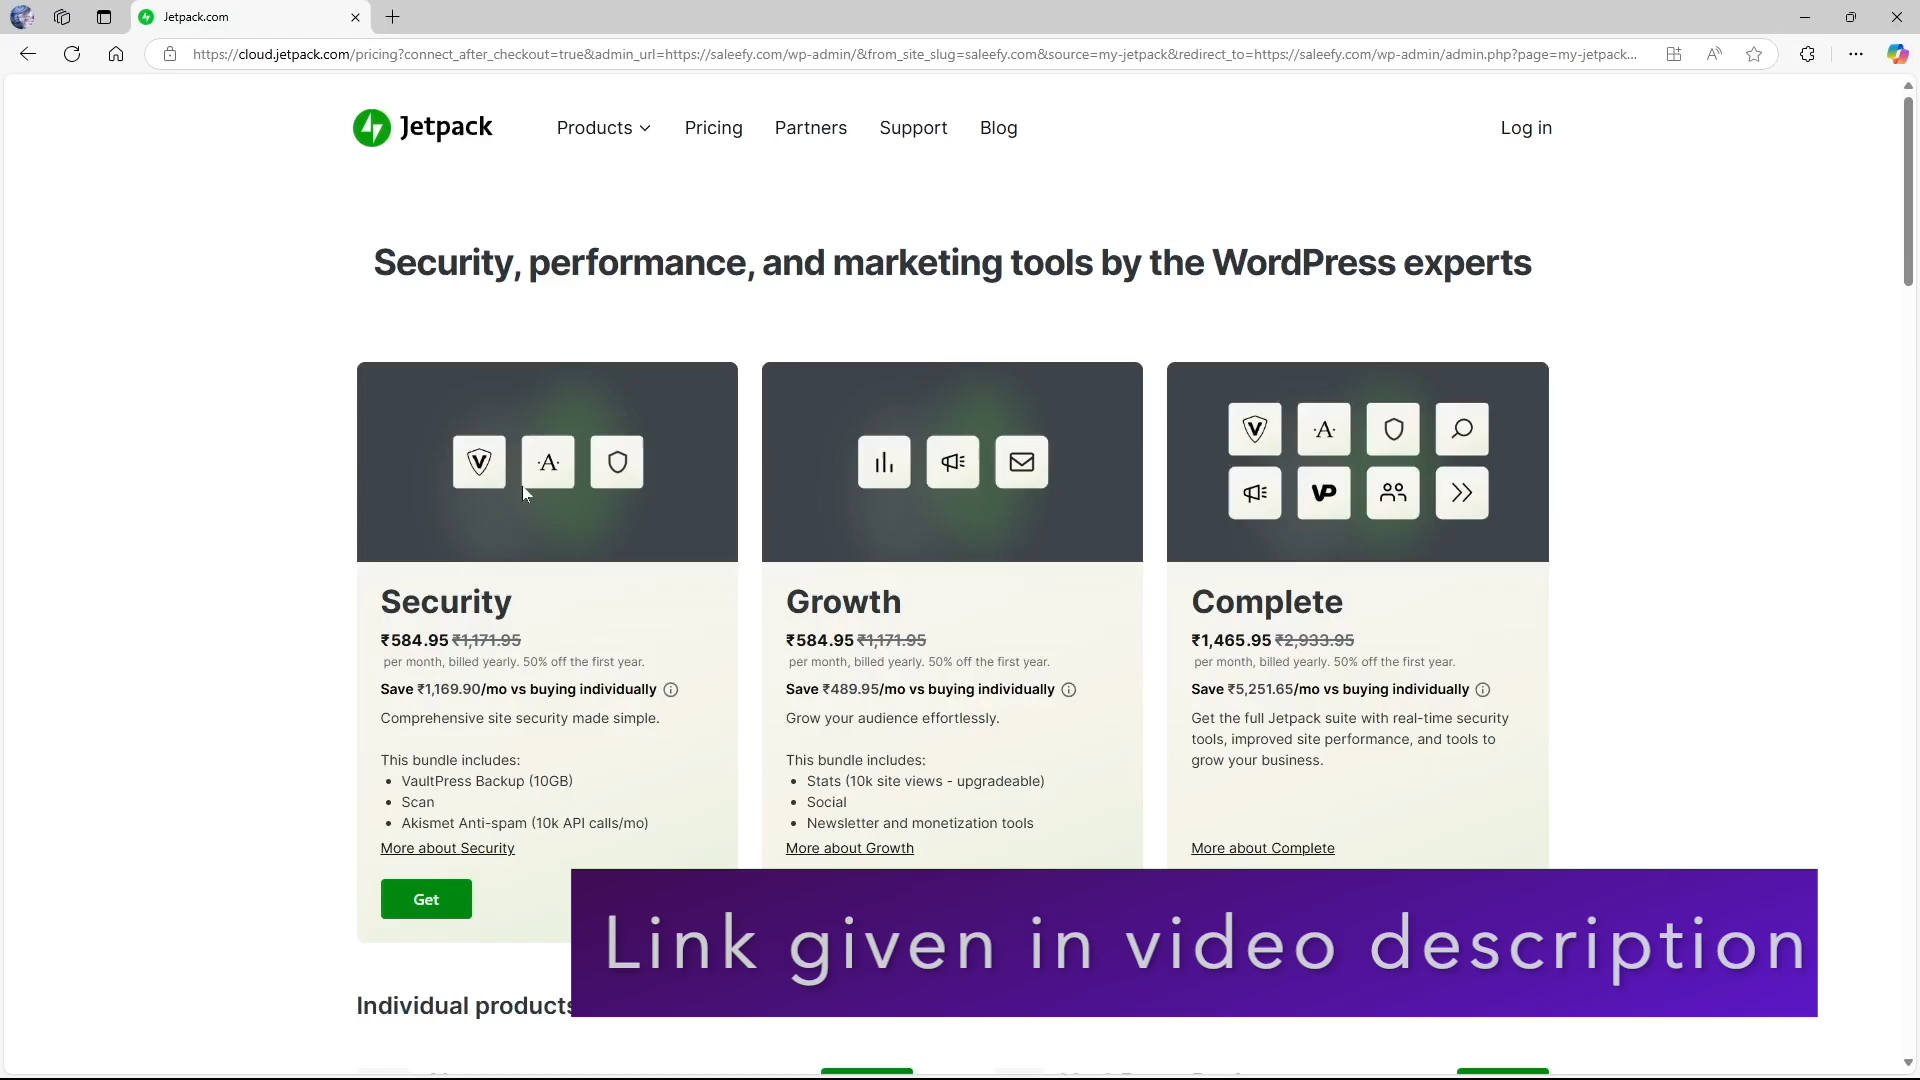 Jetpack.com
https://cloud.jetpack.com/pricing?connect_after_checkout=true&admin_url=https://saleefy.com/wp-admin/&from_site_slug=saleefy.com&source=my-jetpack&redirect_to=https://saleefy.com/wp-admin/admin.php?page=my-jetpack...
Jetpack
Products
Pricing
Partners
Support
Blog
Log in
Security, performance, and marketing tools by the WordPress experts
V
A
Security
₹584.95 ₹1,171.95
per month, billed yearly. 50% off the first year.
Save ₹1,169.90/mo vs buying individually
Comprehensive site security made simple.
This bundle includes:
• VaultPress Backup (10GB)
• Scan
• Akismet Anti-spam (10k API calls/mo)
More about Security
Get
Growth
₹584.95 ₹1,171.95
per month, billed yearly. 50% off the first year.
Save ₹489.95/mo vs buying individually
Grow your audience effortlessly.
This bundle includes:
• Stats (10k site views - upgradeable)
• Social
• Newsletter and monetization tools
More about Growth
V
A
VP
Complete
₹1,465.95 ₹2,933.95
per month, billed yearly. 50% off the first year.
Save ₹5,251.65/mo vs buying individually
Get the full Jetpack suite with real-time security
tools, improved site performance, and tools to
grow your business.
More about Complete
Link given in video description
Individual products